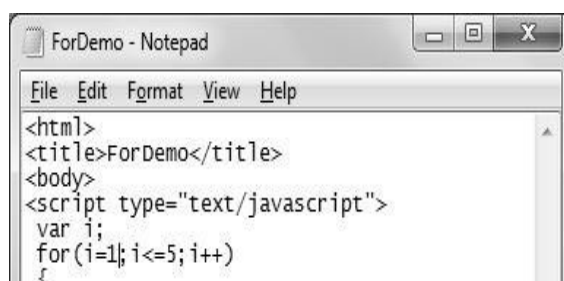 ForDemo - Notepad
File Edit Format View Help
<html>
<title>ForDemo</title>
<body>
<script type="text/javascript">
var i;
for(i=1;i<=5;i++)
{